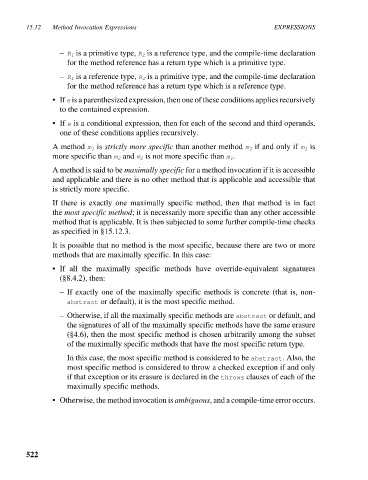 15.12 Method Invocation Expressions EXPRESSIONS
– R₁ is a primitive type, R₂ is a reference type, and the compile-time declaration
for the method reference has a return type which is a primitive type.
– R₁ is a reference type, R₂ is a primitive type, and the compile-time declaration
for the method reference has a return type which is a reference type.
• If e is a parenthesized expression, then one of these conditions applies recursively
to the contained expression.
• If e is a conditional expression, then for each of the second and third operands,
one of these conditions applies recursively.
A method m₁ is strictly more specific than another method m₂ if and only if m₁ is
more specific than m₂ and m₂ is not more specific than m₁.
A method is said to be maximally specific for a method invocation if it is accessible
and applicable and there is no other method that is applicable and accessible that
is strictly more specific.
If there is exactly one maximally specific method, then that method is in fact
the most specific method; it is necessarily more specific than any other accessible
method that is applicable. It is then subjected to some further compile-time checks
as specified in §15.12.3.
It is possible that no method is the most specific, because there are two or more
methods that are maximally specific. In this case:
• If all the maximally specific methods have override-equivalent signatures
(§8.4.2), then:
– If exactly one of the maximally specific methods is concrete (that is, non-
abstract or default), it is the most specific method.
– Otherwise, if all the maximally specific methods are abstract or default, and
the signatures of all of the maximally specific methods have the same erasure
(§4.6), then the most specific method is chosen arbitrarily among the subset
of the maximally specific methods that have the most specific return type.
In this case, the most specific method is considered to be abstract. Also, the
most specific method is considered to throw a checked exception if and only
if that exception or its erasure is declared in the throws clauses of each of the
maximally specific methods.
• Otherwise, the method invocation is ambiguous, and a compile-time error occurs.
522